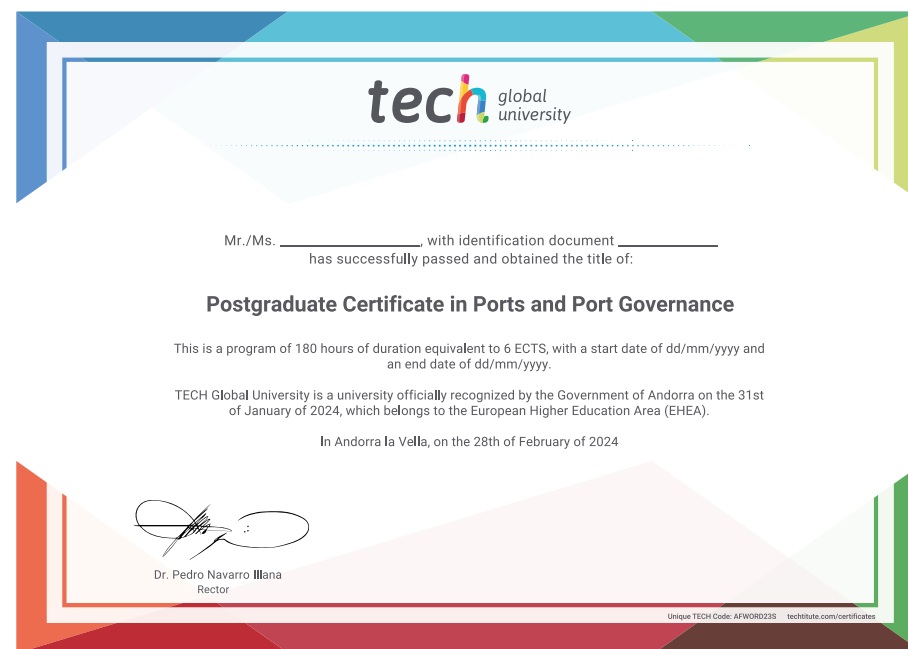 tech global
university
Mr./Ms. ____________________, with identification document ______________
has successfully passed and obtained the title of:
Postgraduate Certificate in Ports and Port Governance
This is a program of 180 hours of duration equivalent to 6 ECTS, with a start date of dd/mm/yyyy and
an end date of dd/mm/yyyy.
TECH Global University is a university officially recognized by the Government of Andorra on the 31st
of January of 2024, which belongs to the European Higher Education Area (EHEA).
In Andorra la Vella, on the 28th of February of 2024
Dr. Pedro Navarro Illana
Rector
Unique TECH Code: AFWORD23S techtitute.com/certificates